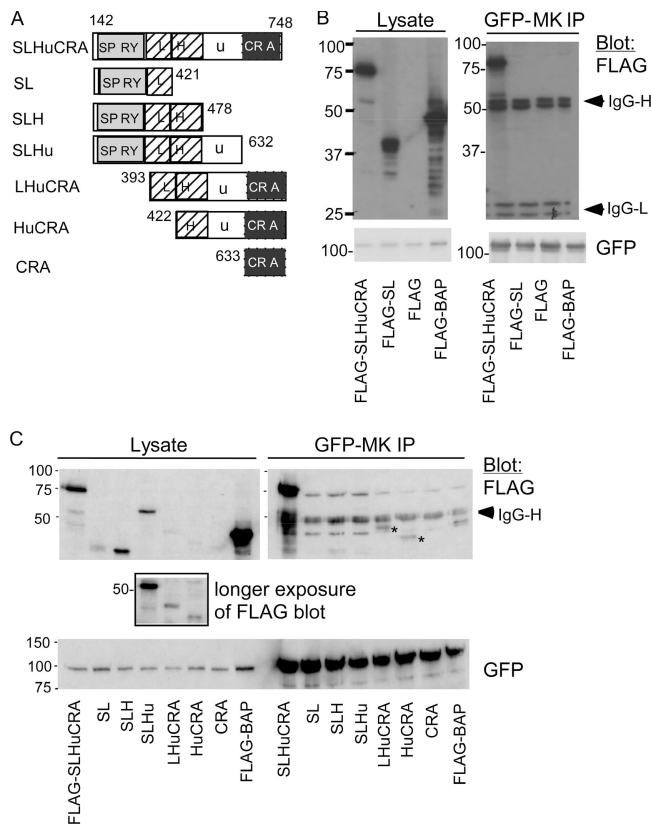 A
142
748
SLHuCRA
SP RY
L
H
u
CR A
SL
SP RY
L
421
SLH
SP RY
L
H
478
SLHu
SP RY
L
H
u
632
LHuCRA
393
L
H
u
CR A
HuCRA
422
H
u
CR A
CRA
633
CR A
B
Lysate
GFP-MK IP
Blot:
FLAG
100
75
50
37
25
100
75
50
37
25
IgG-H
IgG-L
100
100
GFP
FLAG-SLHuCRA
FLAG-SL
FLAG
FLAG-BAP
FLAG-SLHuCRA
FLAG-SL
FLAG
FLAG-BAP
C
Lysate
GFP-MK IP
Blot:
FLAG
100
75
50
IgG-H
*
*
50
longer exposure
of FLAG blot
150
100
75
GFP
FLAG-SLHuCRA
SL
SLH
SLHu
LHuCRA
HuCRA
CRA
FLAG-BAP
SLHuCRA
SL
SLH
SLHu
LHuCRA
HuCRA
CRA
FLAG-BAP